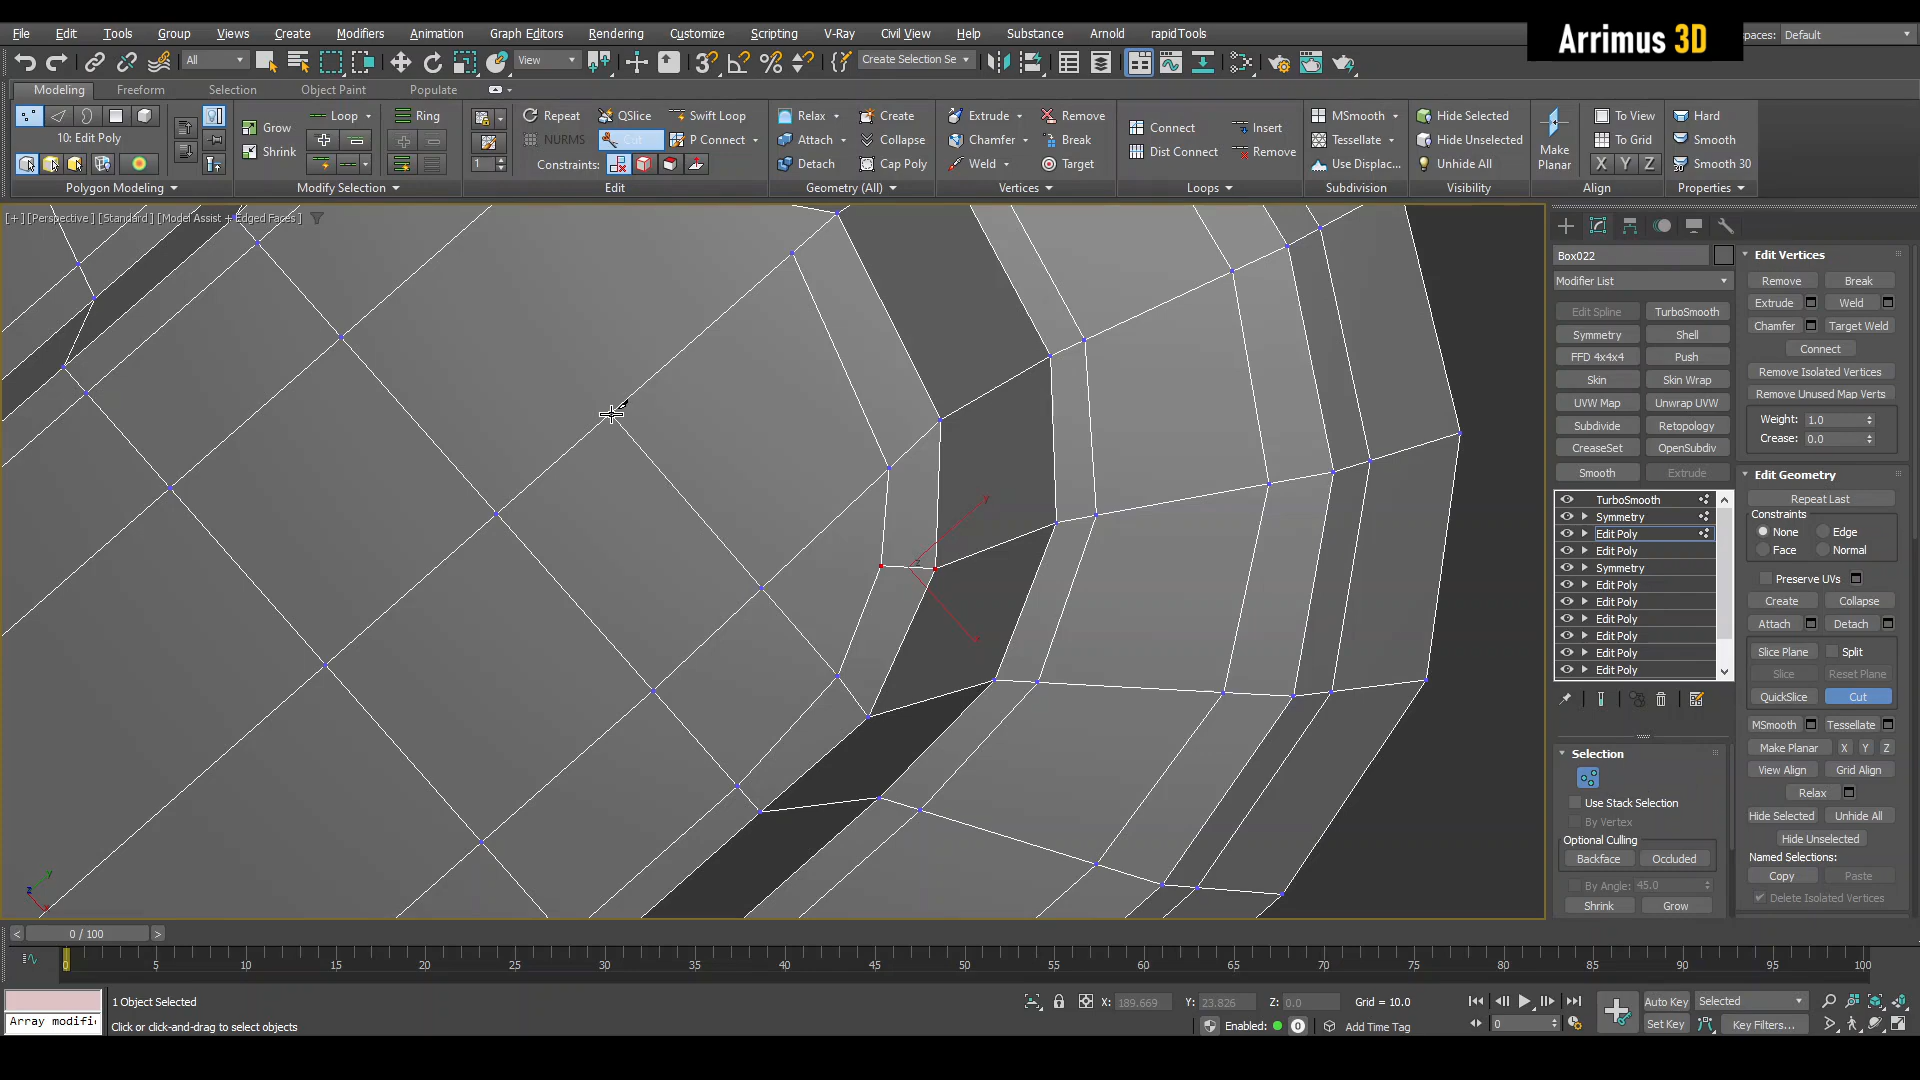 File Edit Tools Group Views Create Modifiers Animation Graph Editors Rendering Customize Scripting V-Ray Civil View Help Substance Arnold rapidTools
Arrimus 3D
paces: Default
All View Create Selection Se
Modeling Freeform Selection Object Paint Populate
10: Edit Poly
Grow
Shrink
Loop
Ring
Repeat QSlice Swift Loop
NURMS Cut P Connect
1 Constraints:
Relax Create
Attach Collapse
Detach Cap Poly
Extrude Remove
Chamfer Break
Weld Target
Connect Insert
Dist Connect Remove
MSmooth
Tessellate
Use Displac...
Hide Selected
Hide Unselected
Unhide All
Make Planar
To View
To Grid
X Y Z
Hard
Smooth
Smooth 30
Polygon Modeling Modify Selection Edit Geometry (All) Vertices Loops Subdivision Visibility Align Properties
[+] [Perspective] [Standard] [Model Assist + Edged Faces]
Box022
Modifier List
Edit Spline TurboSmooth
Symmetry Shell
FFD 4x4x4 Push
Skin Skin Wrap
UVW Map Unwrap UVW
Subdivide Retopology
CreaseSet OpenSubdiv
Smooth Extrude
TurboSmooth
Symmetry
Edit Poly
Edit Poly
Symmetry
Edit Poly
Edit Poly
Edit Poly
Edit Poly
Edit Poly
Edit Poly
Selection
Use Stack Selection
By Vertex
Optional Culling
Backface Occluded
By Angle: 45.0
Shrink Grow
Edit Vertices
Remove Break
Extrude Weld
Chamfer Target Weld
Connect
Remove Isolated Vertices
Remove Unused Map Verts
Weight: 1.0
Crease: 0.0
Edit Geometry
Repeat Last
Constraints
None Edge
Face Normal
Preserve UVs
Create Collapse
Attach Detach
Slice Plane Split
Slice Reset Plane
QuickSlice Cut
MSmooth Tessellate
Make Planar X Y Z
View Align Grid Align
Relax
Hide Selected Unhide All
Hide Unselected
Named Selections:
Copy Paste
Delete Isolated Vertices
< 0 / 100 >
0 5 10 15 20 25 30 35 40 45 50 55 60 65 70 75 80 85 90 95 100
1 Object Selected
X: 189.669 Y: 23.826 Z: 0.0 Grid = 10.0
Auto Key Selected
Array modifi
Click or click-and-drag to select objects
Enabled: 0 Add Time Tag
0
Set Key Key Filters...